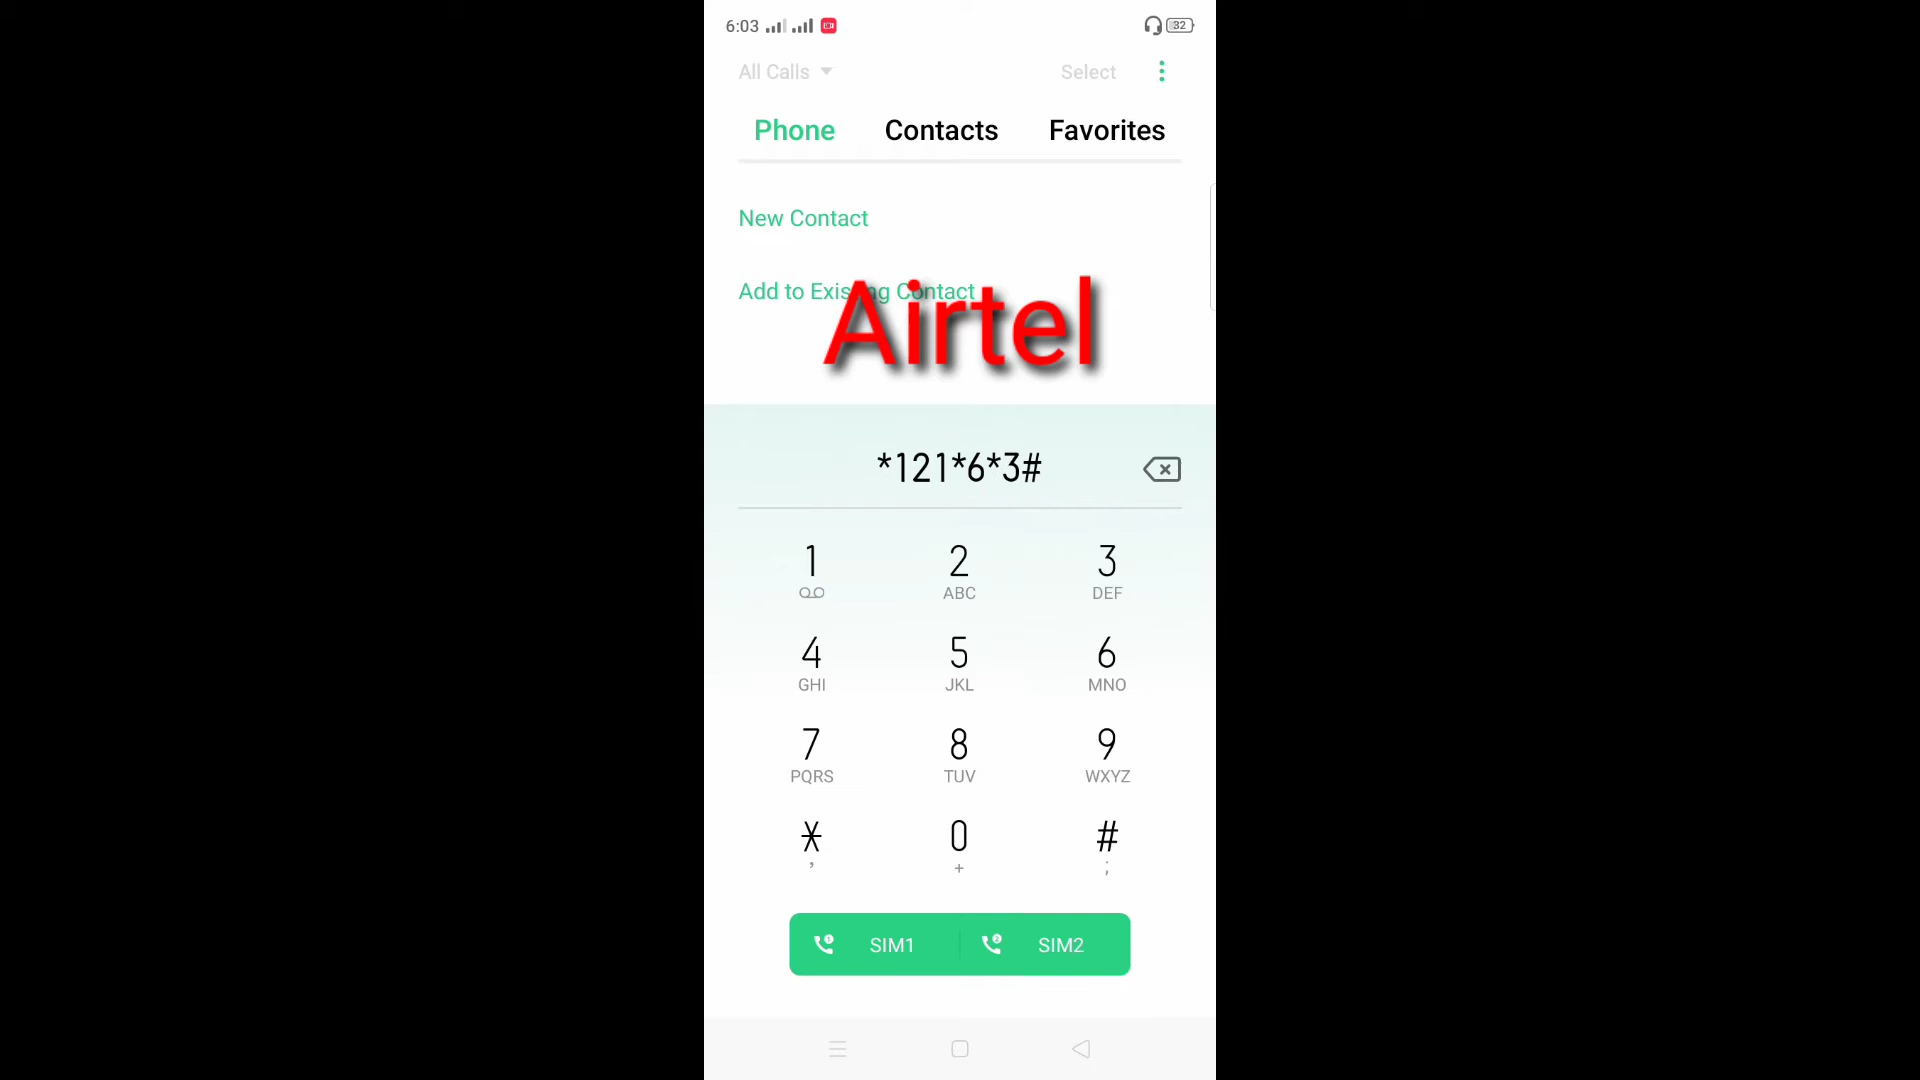 6:03 32
All Calls Select
Phone Contacts Favorites
New Contact
Add to Existing Contact
Airtel
*121*6*3#
1 2 3
ABC DEF
4 5 6
GHI JKL MNO
7 8 9
PQRS TUV WXYZ
* 0 #
, + ;
SIM1 SIM2